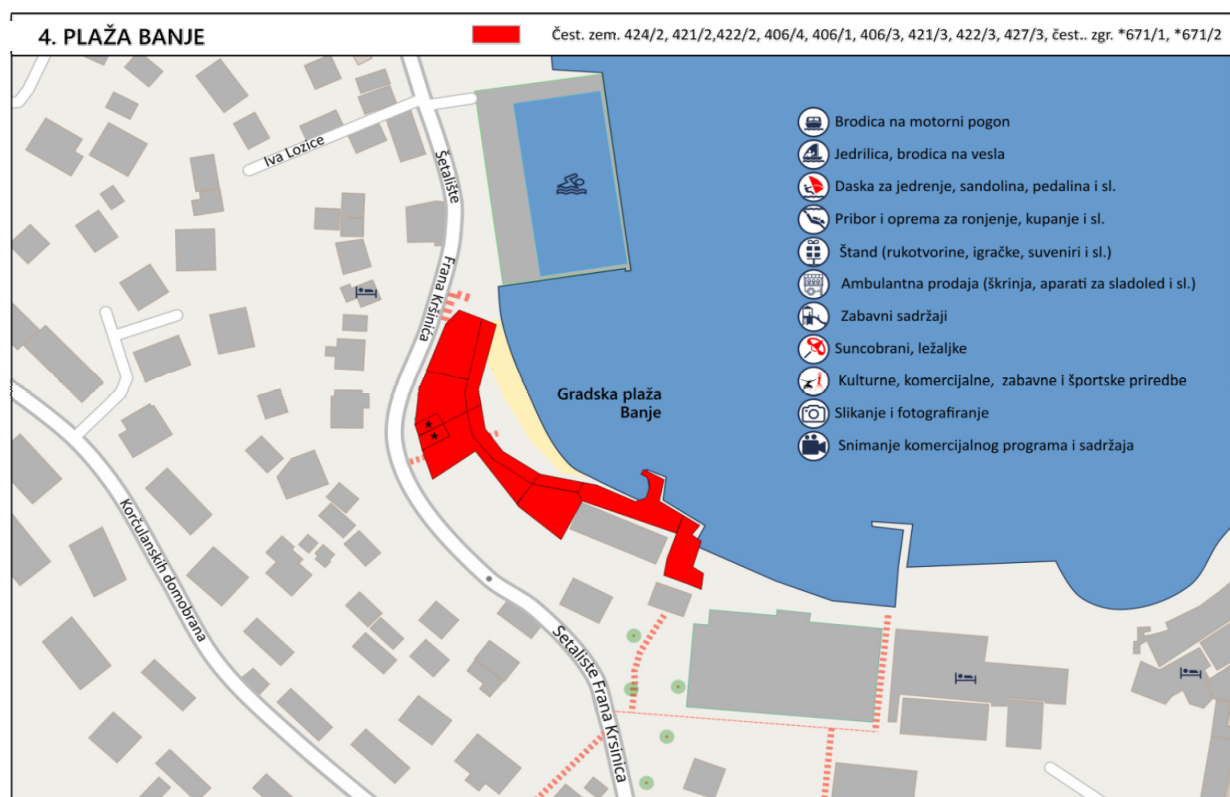 4. PLAŽA BANJE
Čest. zem. 424/2, 421/2,422/2, 406/4, 406/1, 406/3, 421/3, 422/3, 427/3, čest.. zgr. *671/1, *671/2
Brodica na motorni pogon
Jedrilica, brodica na vesla
Daska za jedrenje, sandolina, pedalina i sl.
Pribor i oprema za ronjenje, kupanje i sl.
Štand (rukotvorine, igračke, suveniri i sl.)
Ambulantna prodaja (škrinja, aparati za sladoled i sl.)
Zabavni sadržaji
Suncobrani, ležaljke
Kulturne, komercijalne, zabavne i športske priredbe
Slikanje i fotografiranje
Snimanje komercijalnog programa i sadržaja
Iva Lozice
Šetalište
Frana Kršinića
Gradska plaža
Banje
*
*
Korčulanskih domobrana
Setaliste Frana Krsinica